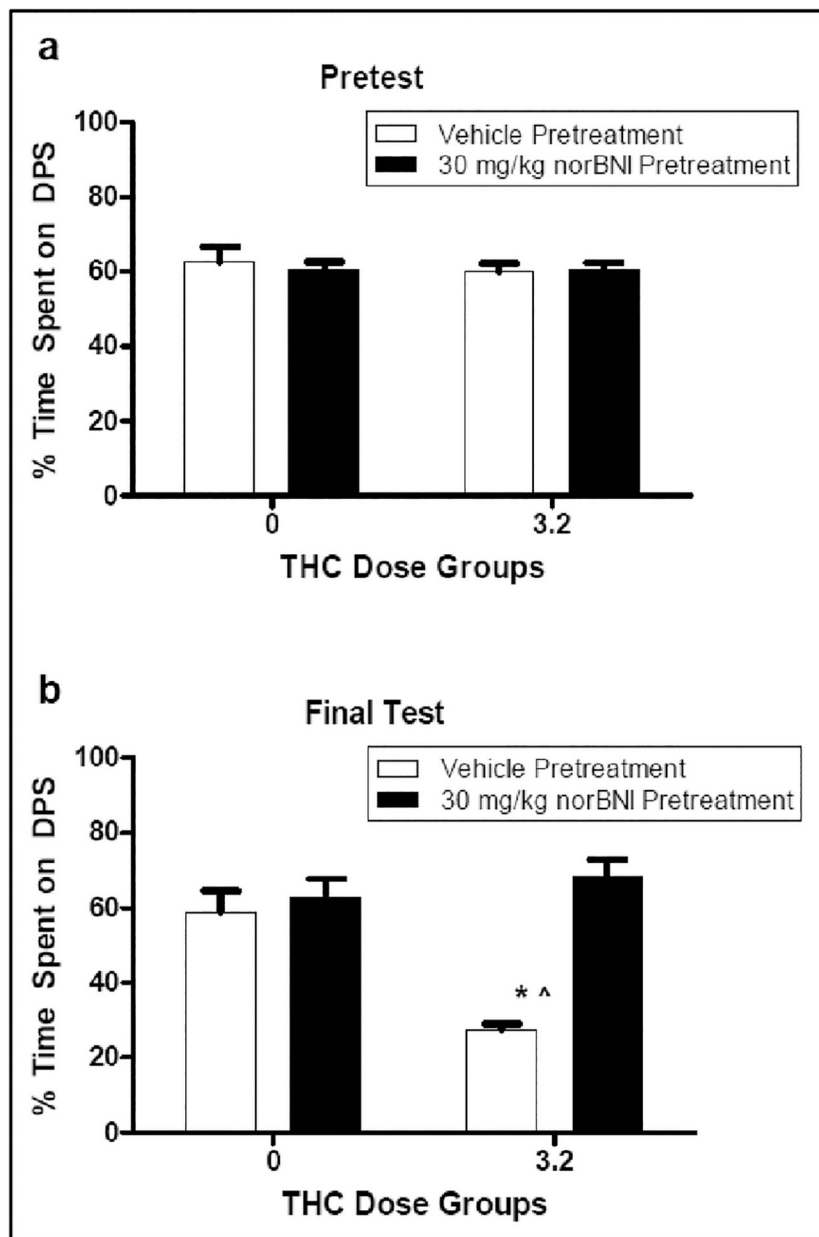 a
Pretest
Vehicle Pretreatment
30 mg/kg norBNI Pretreatment
% Time Spent on DPS
100
80
60
40
20
0
0 3.2
THC Dose Groups
b
Final Test
Vehicle Pretreatment
30 mg/kg norBNI Pretreatment
% Time Spent on DPS
100
80
60
40
20
0
* ^
0 3.2
THC Dose Groups